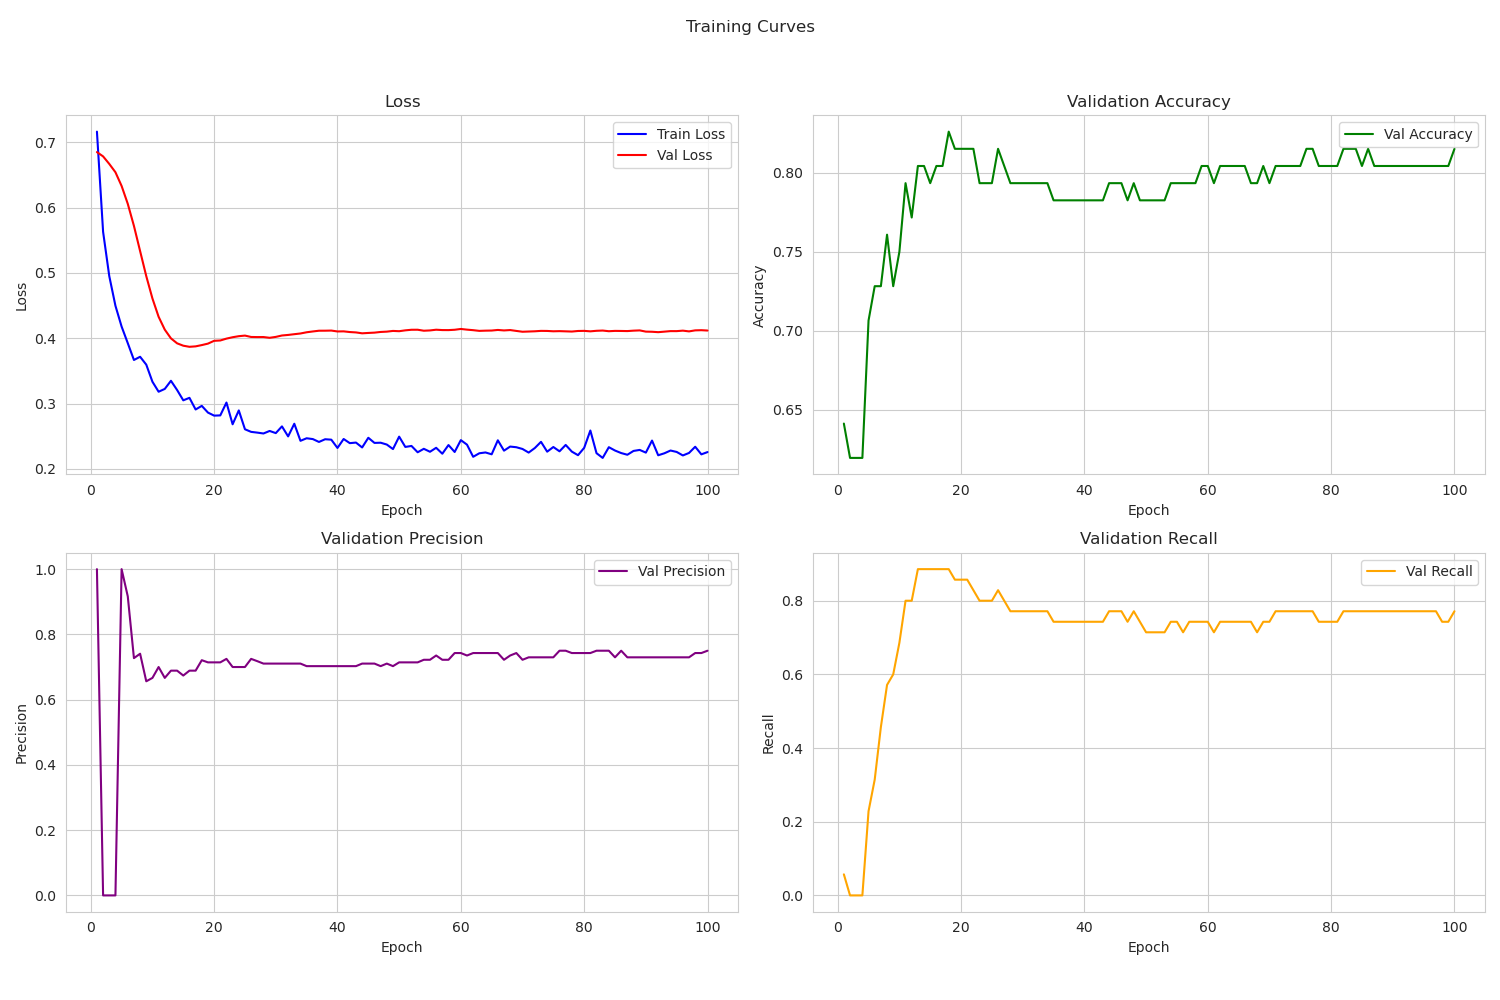 Training Curves
Loss
0.7
0.6
0.5
0.4
0.3
0.2
Loss
0 20 40 60 80 100
Epoch
Train Loss
Val Loss
Validation Accuracy
0.80
0.75
0.70
0.65
Accuracy
0 20 40 60 80 100
Epoch
Val Accuracy
Validation Precision
1.0
0.8
0.6
0.4
0.2
0.0
Precision
0 20 40 60 80 100
Epoch
Val Precision
Validation Recall
0.8
0.6
0.4
0.2
0.0
Recall
0 20 40 60 80 100
Epoch
Val Recall